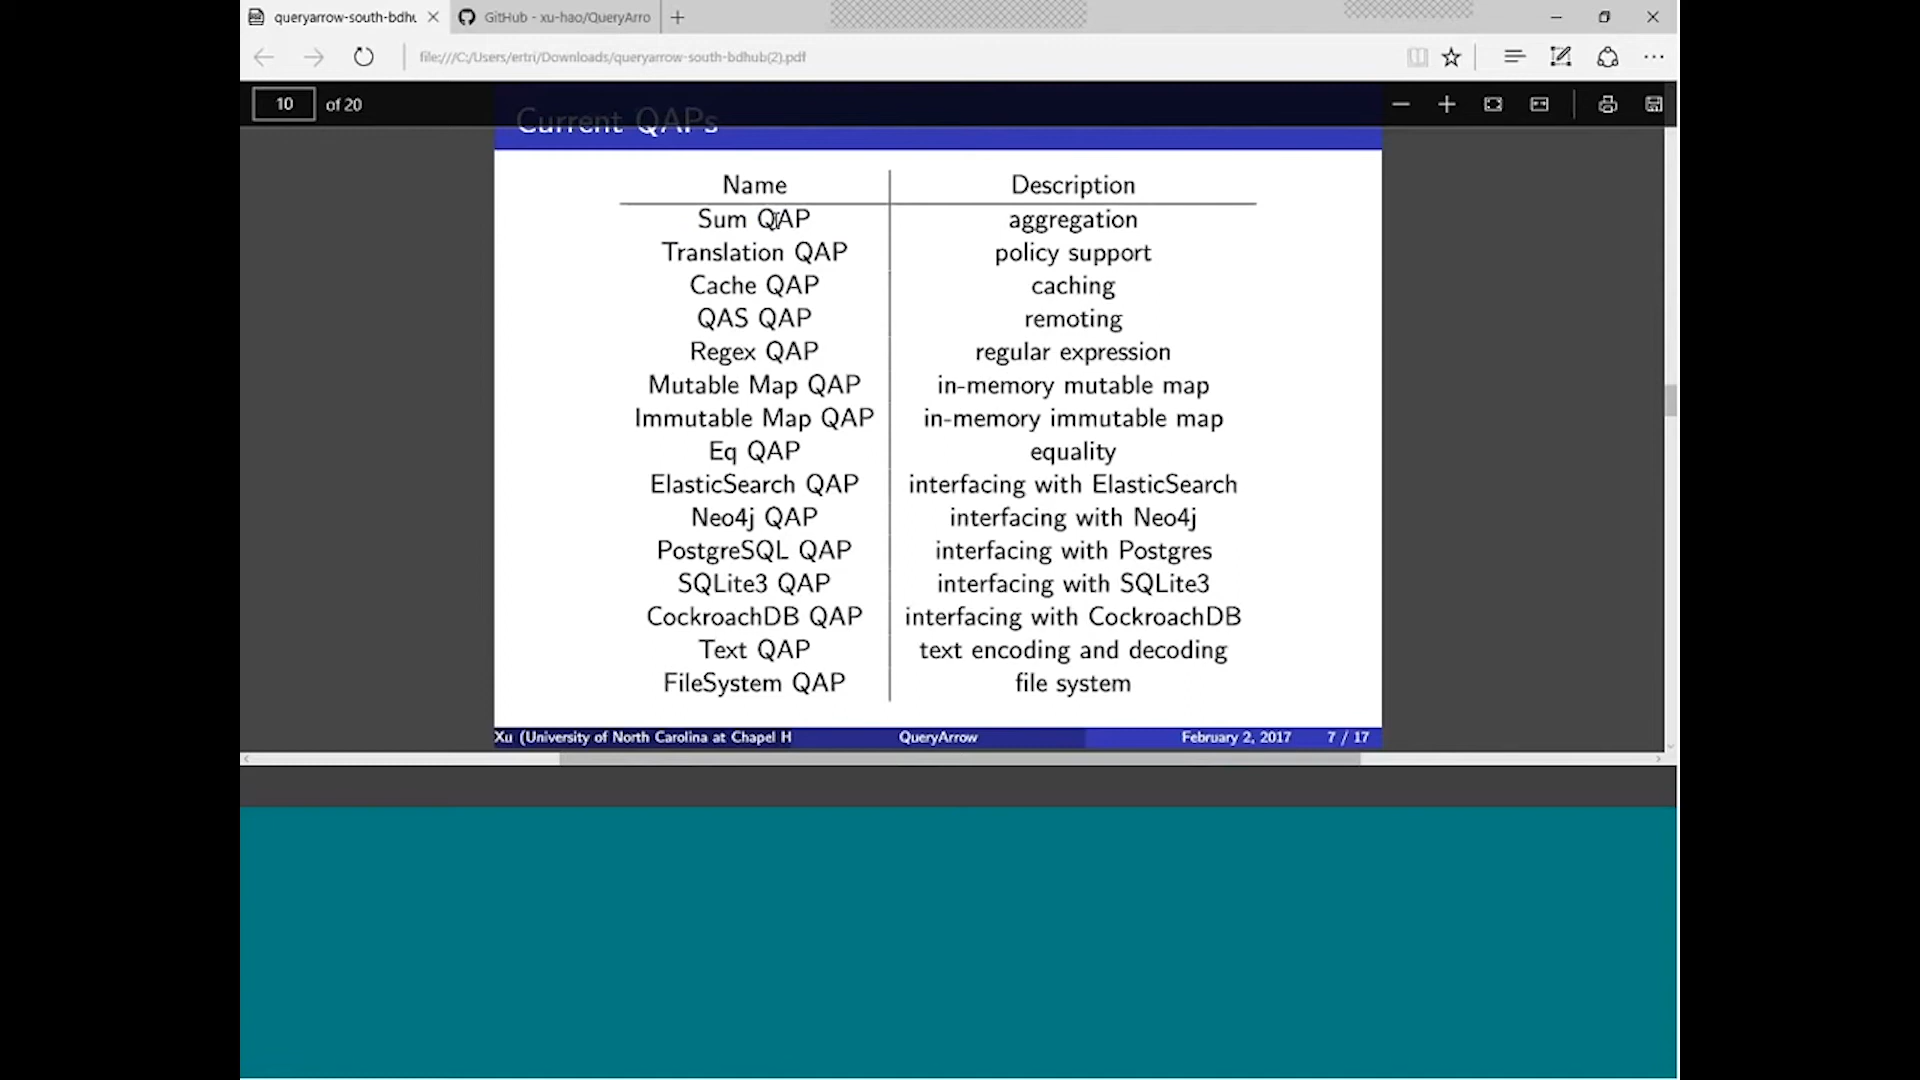 queryarrow-south-bdhu
GitHub - xu-hao/QueryArro
file:///C:/Users/ertri/Downloads/queryarrow-south-bdhub(2).pdf
10 of 20
Current QAPs
Name Description
Sum QAP aggregation
Translation QAP policy support
Cache QAP caching
QAS QAP remoting
Regex QAP regular expression
Mutable Map QAP in-memory mutable map
Immutable Map QAP in-memory immutable map
Eq QAP equality
ElasticSearch QAP interfacing with ElasticSearch
Neo4j QAP interfacing with Neo4j
PostgreSQL QAP interfacing with Postgres
SQLite3 QAP interfacing with SQLite3
CockroachDB QAP interfacing with CockroachDB
Text QAP text encoding and decoding
FileSystem QAP file system
Xu (University of North Carolina at Chapel H QueryArrow February 2, 2017 7 / 17